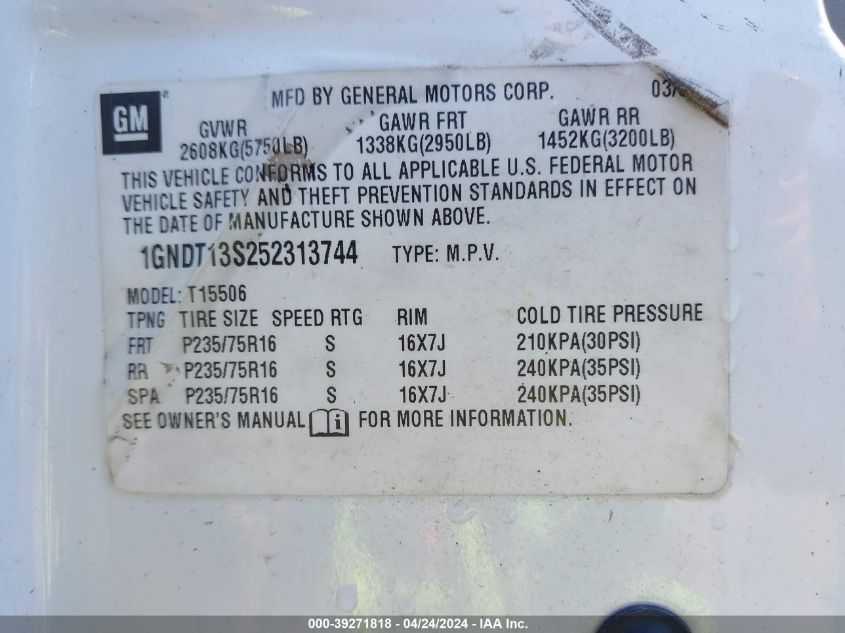 GM
MFD BY GENERAL MOTORS CORP. 03/
GVWR GAWR FRT GAWR RR
2608KG(5750LB) 1338KG(2950LB) 1452KG(3200LB)
THIS VEHICLE CONFORMS TO ALL APPLICABLE U.S. FEDERAL MOTOR
VEHICLE SAFETY AND THEFT PREVENTION STANDARDS IN EFFECT ON
THE DATE OF MANUFACTURE SHOWN ABOVE.
1GNDT13S252313744 TYPE: M.P.V.
MODEL: T15506
TPNG TIRE SIZE SPEED RTG RIM COLD TIRE PRESSURE
FRT P235/75R16 S 16X7J 210KPA(30PSI)
RR P235/75R16 S 16X7J 240KPA(35PSI)
SPA P235/75R16 S 16X7J 240KPA(35PSI)
SEE OWNER'S MANUAL i FOR MORE INFORMATION.
000-39271818 - 04/24/2024 - IAA Inc.